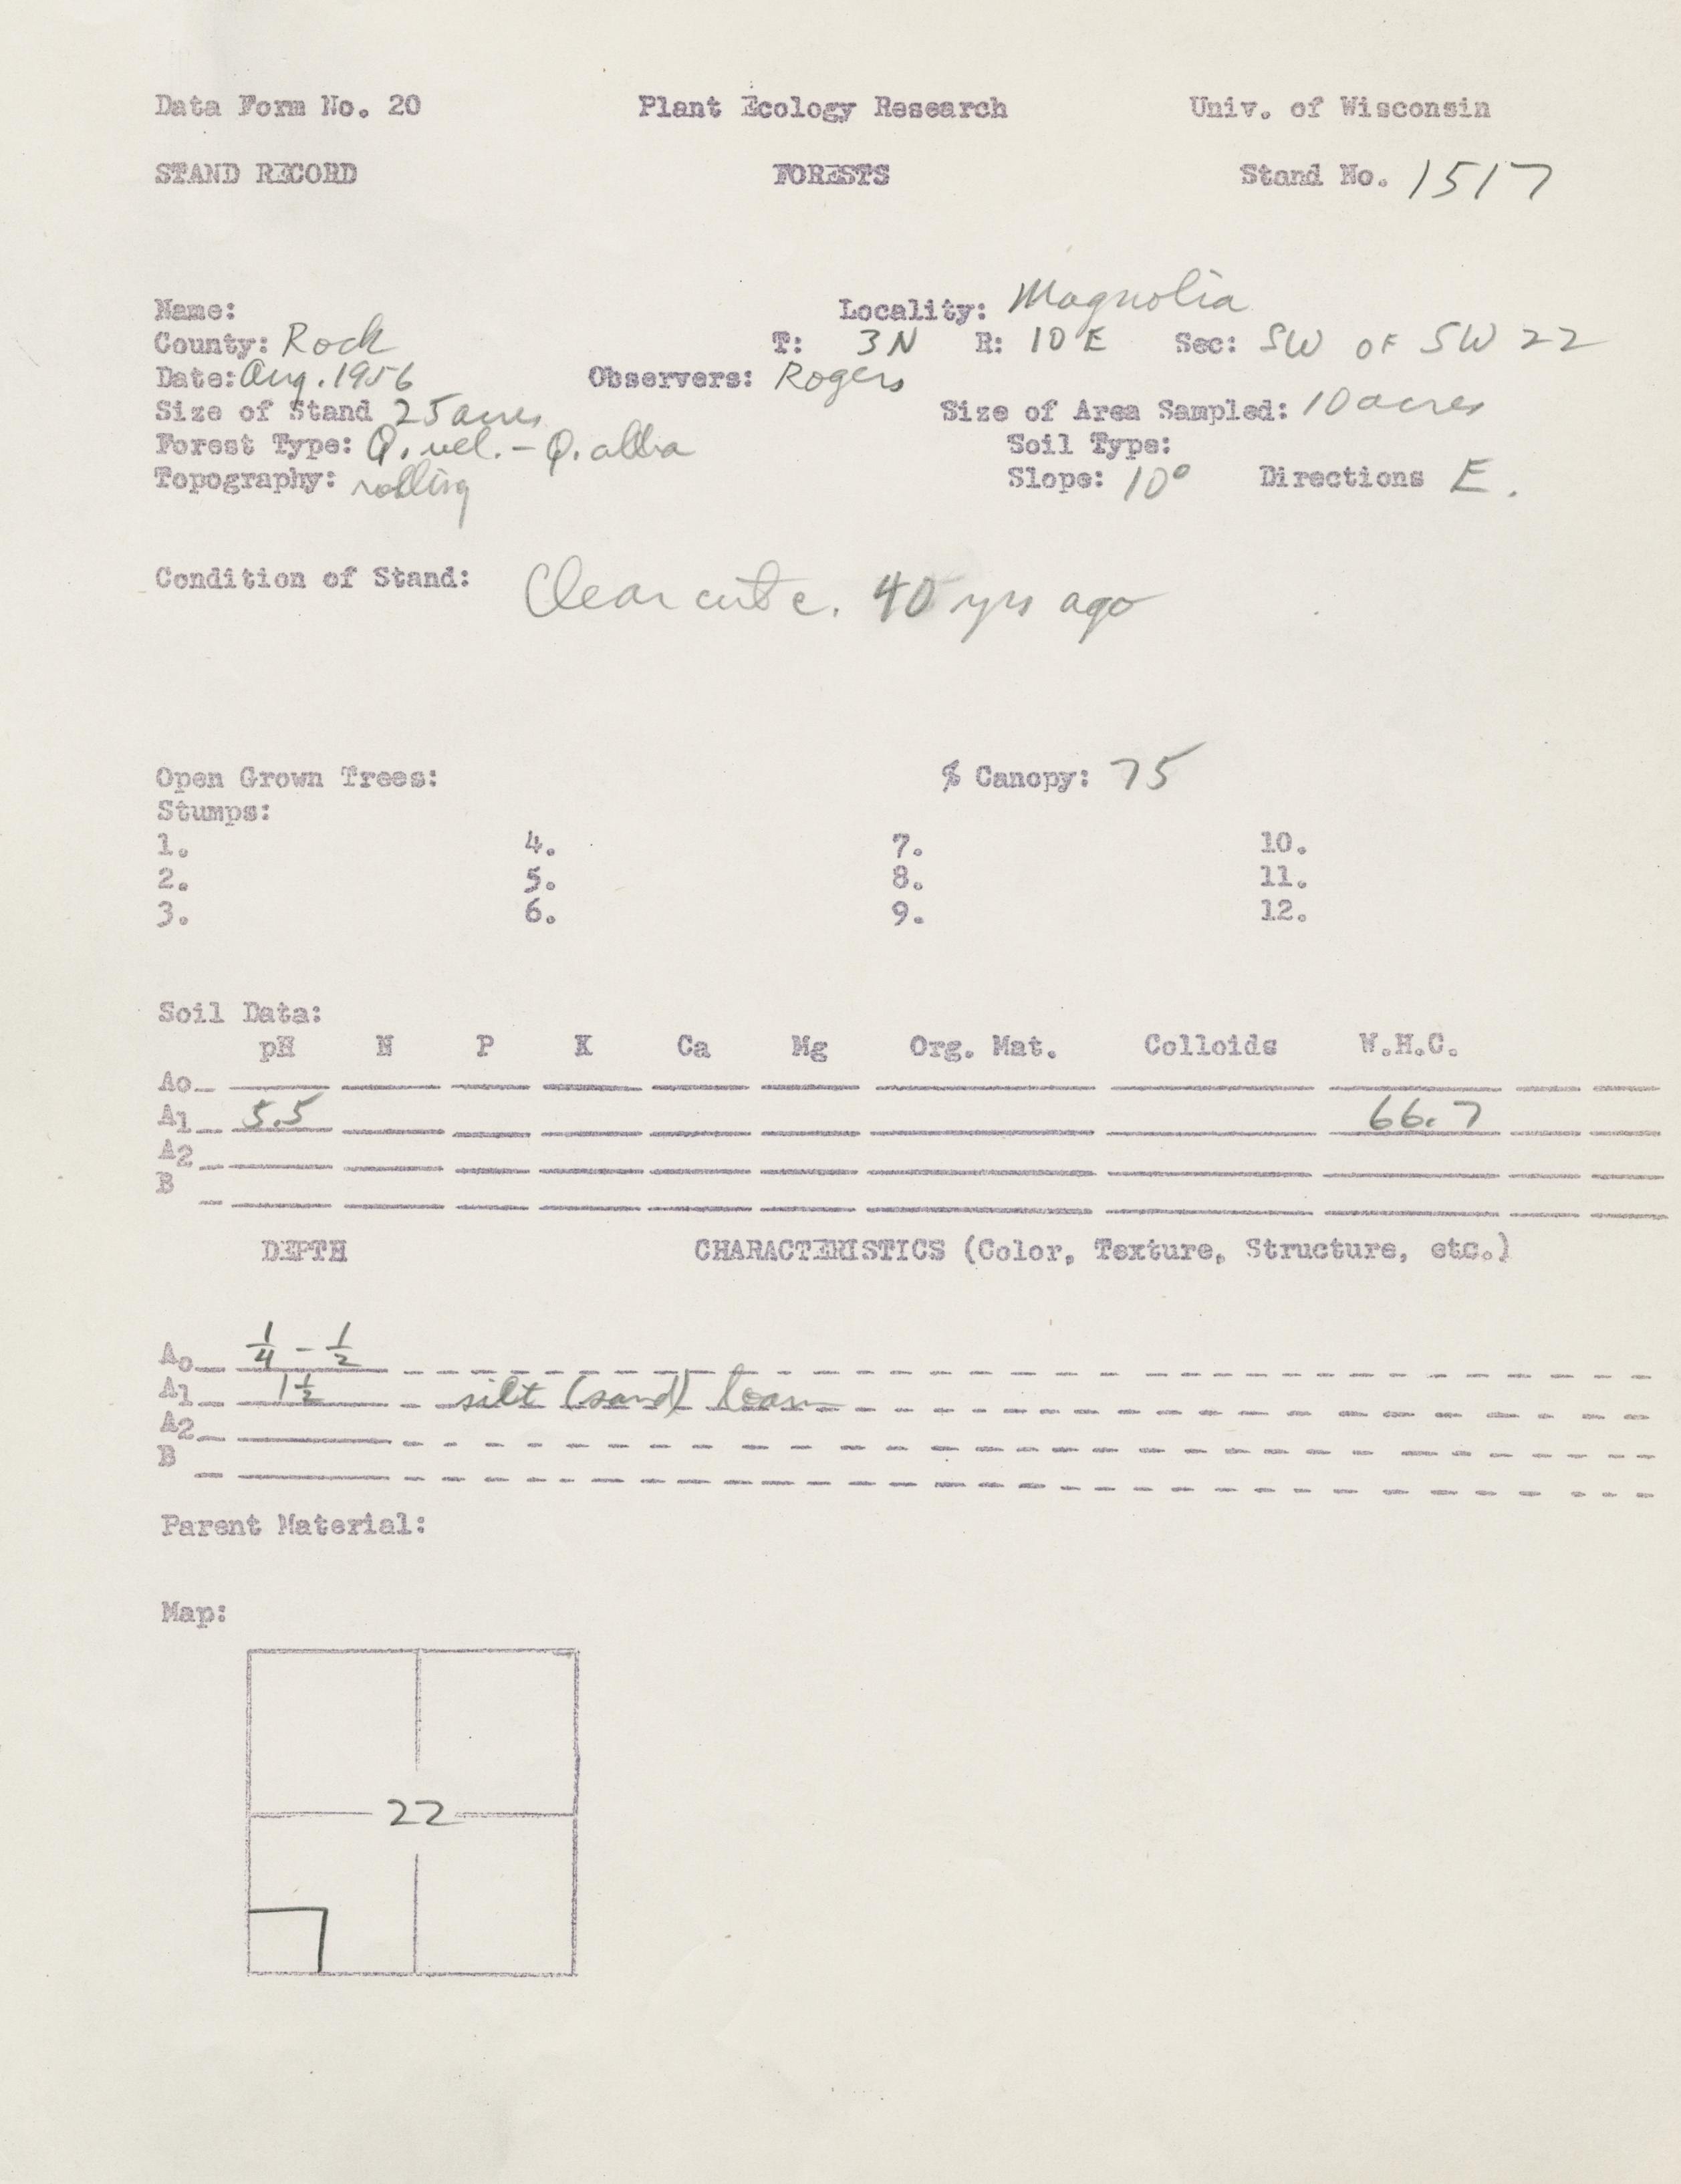 Data Form No. 20 Plant Ecology Research Univ. of Wisconsin
STAND RECORD FORESTS Stand No. 1517
Name: Locality: Magnolia
County: Rock T: 3N R: 10 E Sec: SW OF SW 22
Date: Aug. 1956 Observers: Rogers
Size of Stand 25 acres Size of Area Sampled: 10 acres
Forest Type: Q. vel. - Q. alba Soil Type:
Topography: rolling Slope: 10° Directions E.
Condition of Stand: Clear cut c. 40 yrs ago
Open Grown Trees: % Canopy: 75
Stumps:
1. 4. 7. 10.
2. 5. 8. 11.
3. 6. 9. 12.
Soil Data:
pH N P K Ca Mg Org. Mat. Colloids W.H.C.
Ao
A1 5.5 66.7
A2
B
DEPTH CHARACTERISTICS (Color, Texture, Structure, etc.)
Ao 1/4 - 1/2
A1 1 1/2 silt (sand) loam
A2
B
Parent Material:
Map:
22